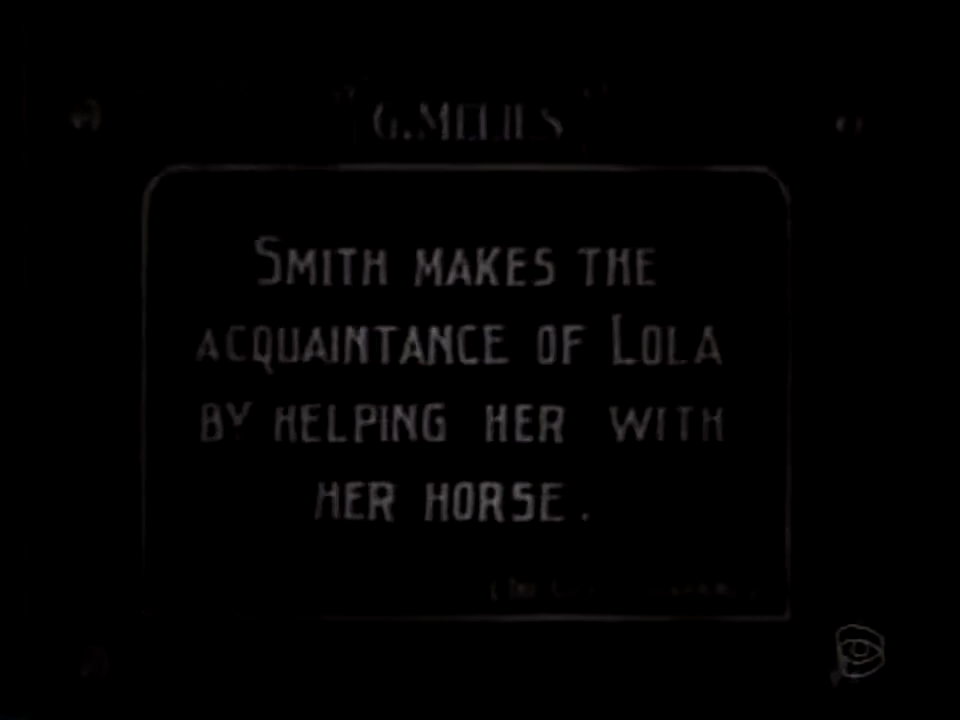 "G.MELIES"
SMITH MAKES THE
ACQUAINTANCE OF LOLA
BY HELPING HER WITH
HER HORSE.